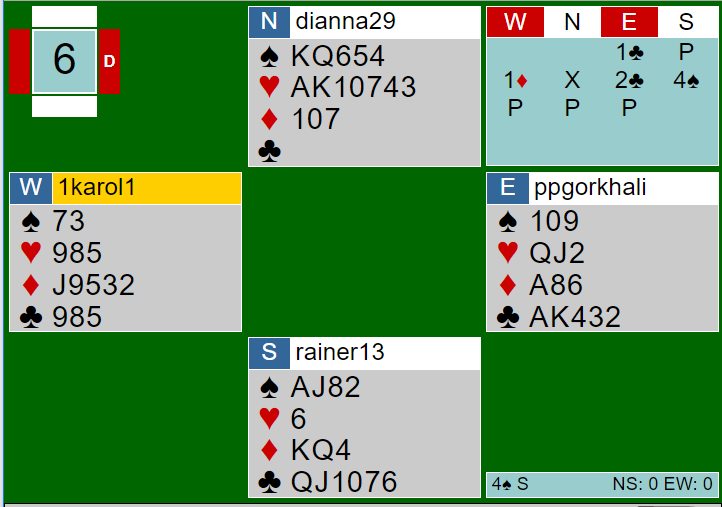 6 D
N dianna29
♠ KQ654
♥ AK10743
♦ 107
♣
W N E S
1♣ P
1♦ X 2♣ 4♠
P P P
W 1karol1
♠ 73
♥ 985
♦ J9532
♣ 985
E ppgorkhali
♠ 109
♥ QJ2
♦ A86
♣ AK432
S rainer13
♠ AJ82
♥ 6
♦ KQ4
♣ QJ1076
4♠ S NS: 0 EW: 0